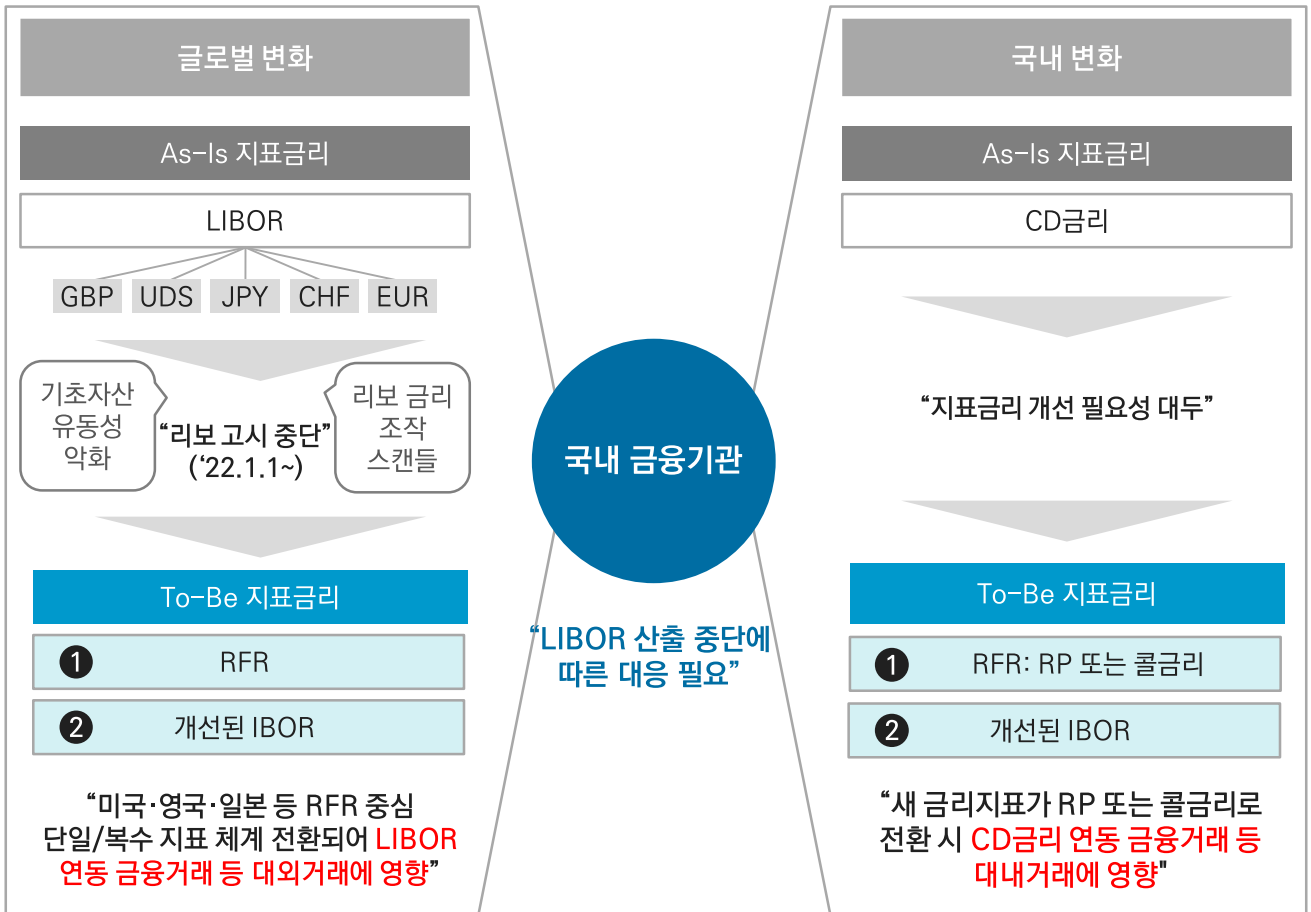 글로벌 변화
As-Is 지표금리
LIBOR
GBP UDS JPY CHF EUR
기초자산
유동성
악화
“리보 고시 중단”
(‘22.1.1~)
리보 금리
조작
스캔들
To-Be 지표금리
1 RFR
2 개선된 IBOR
“미국·영국·일본 등 RFR 중심
단일/복수 지표 체계 전환되어 LIBOR
연동 금융거래 등 대외거래에 영향”
국내 금융기관
“LIBOR 산출 중단에
따른 대응 필요”
국내 변화
As-Is 지표금리
CD금리
“지표금리 개선 필요성 대두”
To-Be 지표금리
1 RFR: RP 또는 콜금리
2 개선된 IBOR
“새 금리지표가 RP 또는 콜금리로
전환 시 CD금리 연동 금융거래 등
대내거래에 영향"